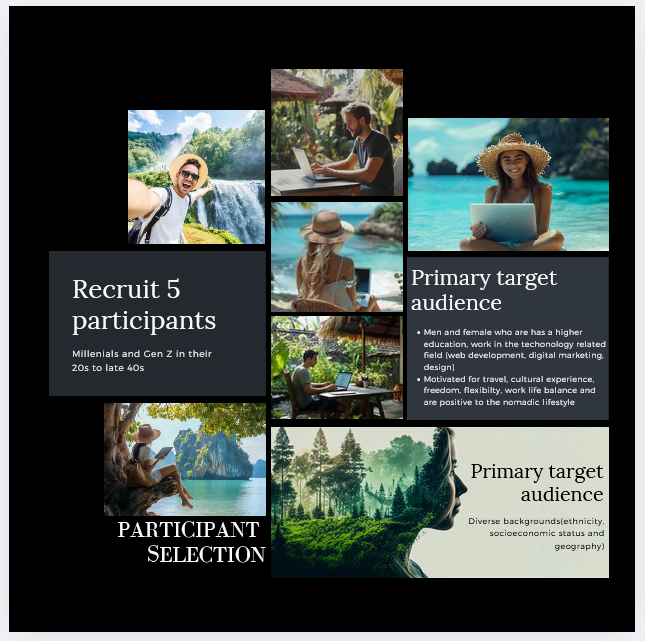 Recruit 5
participants
Millenials and Gen Z in their
20s to late 40s
Primary target
audience
• Men and female who are has a higher
education, work in the techonology related
field (web development, digital marketing,
design)
• Motivated for travel, cultural experience,
freedom, flexibilty, work life balance and
are positive to the nomadic lifestyle
PARTICIPANT
SELECTION
Primary target
audience
Diverse backgrounds(ethnicity,
socioeconomic status and
geography)